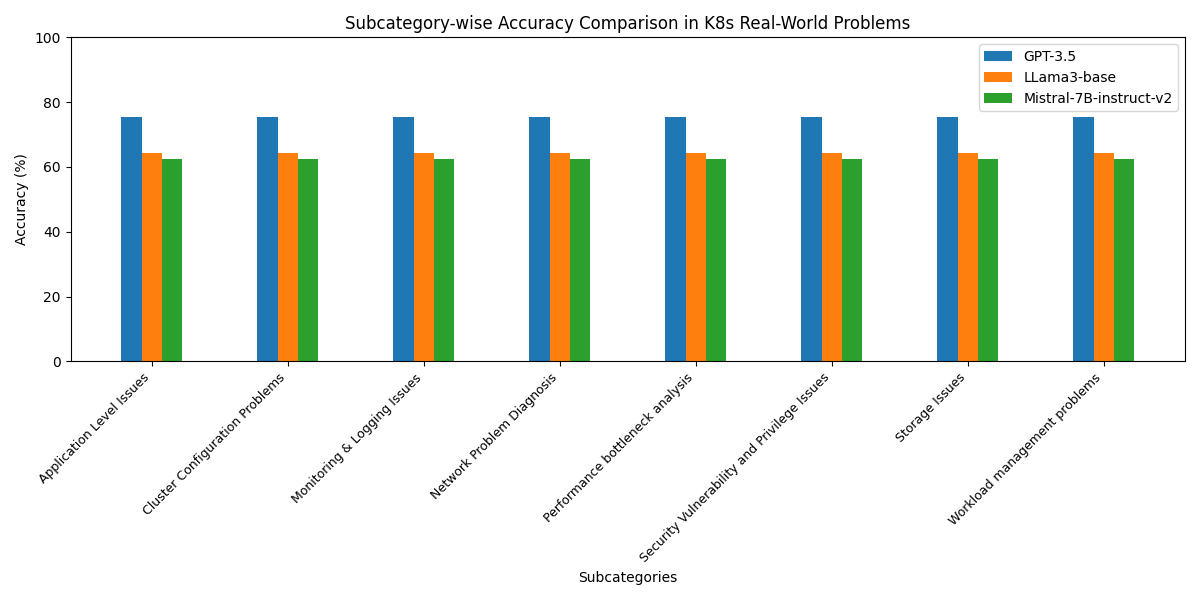 Subcategory-wise Accuracy Comparison in K8s Real-World Problems
100
80
60
40
20
0
Accuracy (%)
GPT-3.5
LLama3-base
Mistral-7B-instruct-v2
Application Level Issues
Cluster Configuration Problems
Monitoring & Logging Issues
Network Problem Diagnosis
Performance bottleneck analysis
Security Vulnerability and Privilege Issues
Storage Issues
Workload management problems
Subcategories